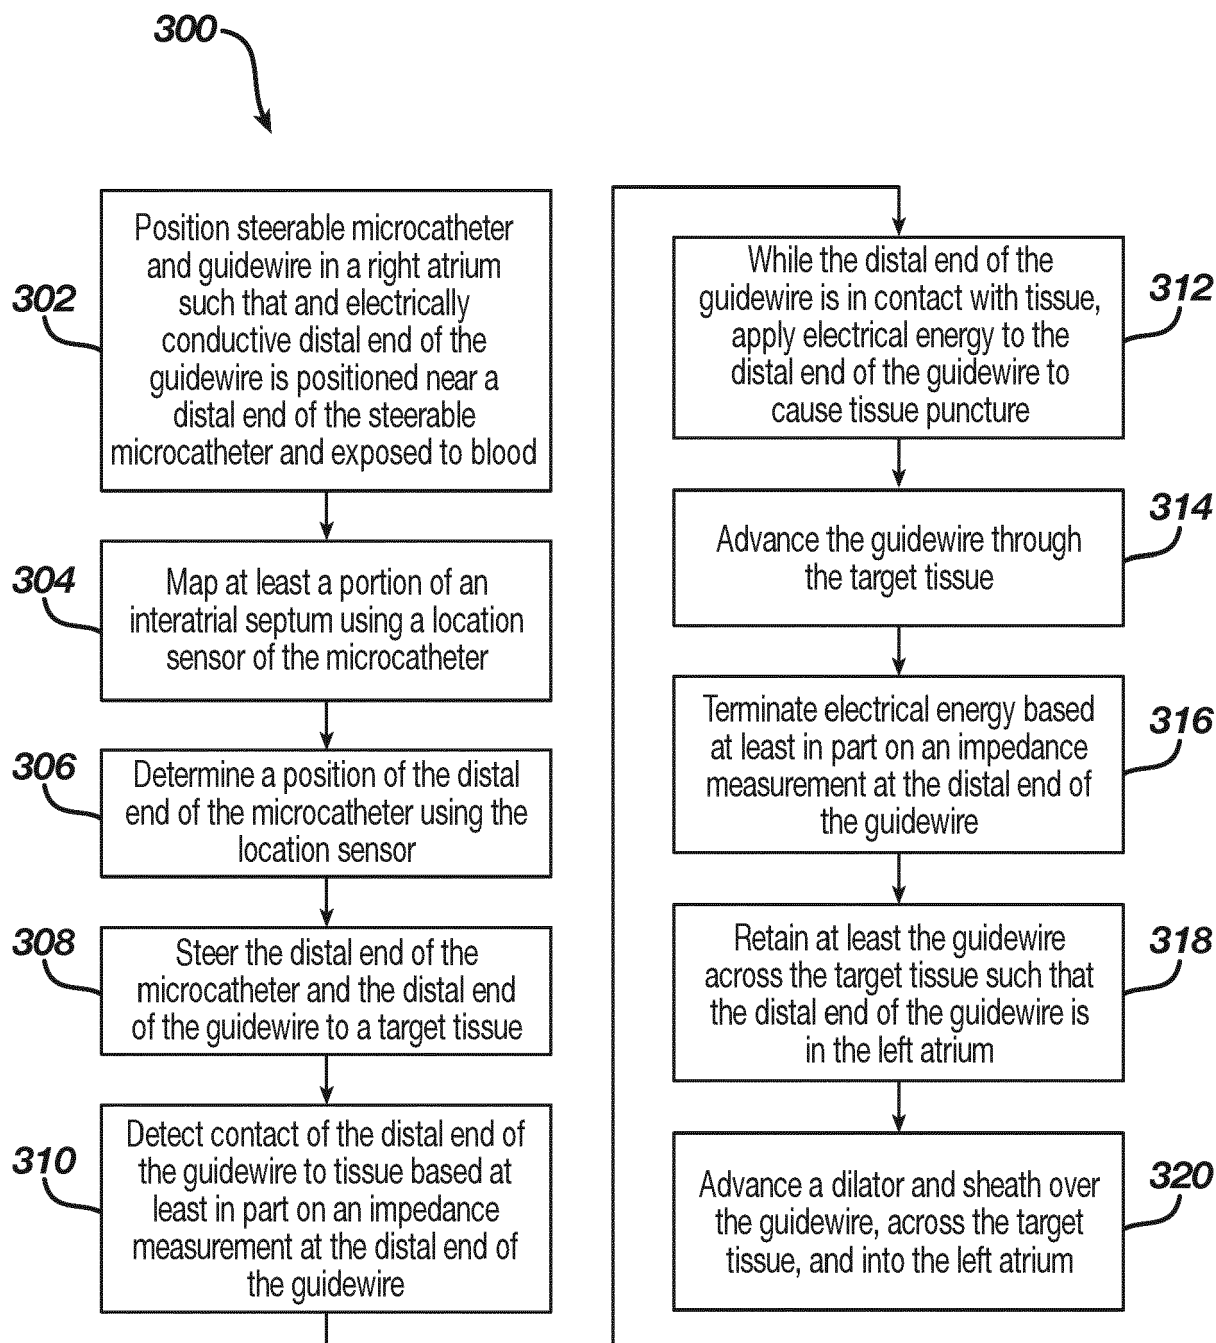 300
302
Position steerable microcatheter
and guidewire in a right atrium
such that and electrically
conductive distal end of the
guidewire is positioned near a
distal end of the steerable
microcatheter and exposed to blood
304
Map at least a portion of an
interatrial septum using a location
sensor of the microcatheter
306
Determine a position of the distal
end of the microcatheter using the
location sensor
308
Steer the distal end of the
microcatheter and the distal end
of the guidewire to a target tissue
310
Detect contact of the distal end of
the guidewire to tissue based at
least in part on an impedance
measurement at the distal end of
the guidewire
While the distal end of the
guidewire is in contact with tissue,
apply electrical energy to the
distal end of the guidewire to
cause tissue puncture
312
Advance the guidewire through
the target tissue
314
Terminate electrical energy based
at least in part on an impedance
measurement at the distal end of
the guidewire
316
Retain at least the guidewire
across the target tissue such that
the distal end of the guidewire is
in the left atrium
318
Advance a dilator and sheath over
the guidewire, across the target
tissue, and into the left atrium
320